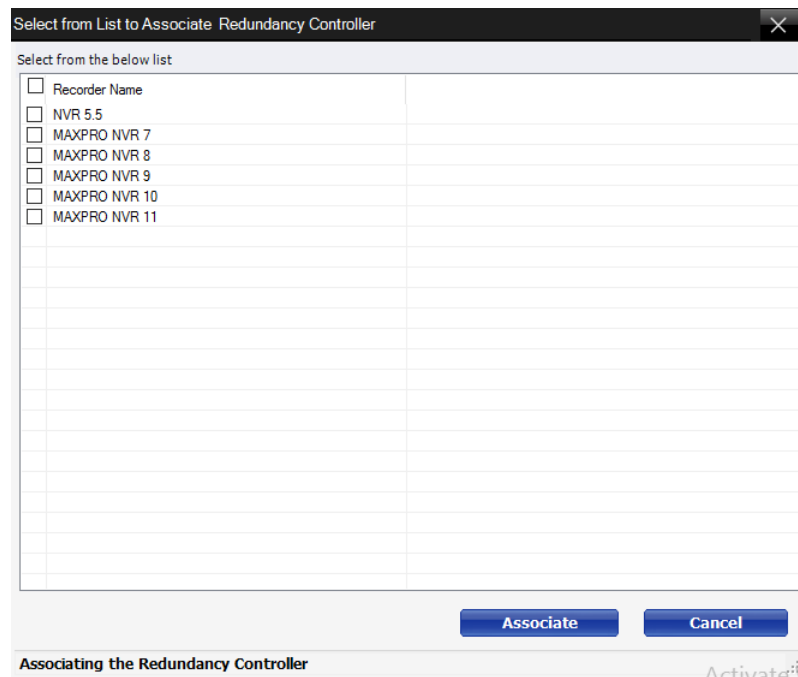 Select from List to Associate Redundancy Controller
Select from the below list
Recorder Name
NVR 5.5
MAXPRO NVR 7
MAXPRO NVR 8
MAXPRO NVR 9
MAXPRO NVR 10
MAXPRO NVR 11
Associate Cancel
Associating the Redundancy Controller
Activate